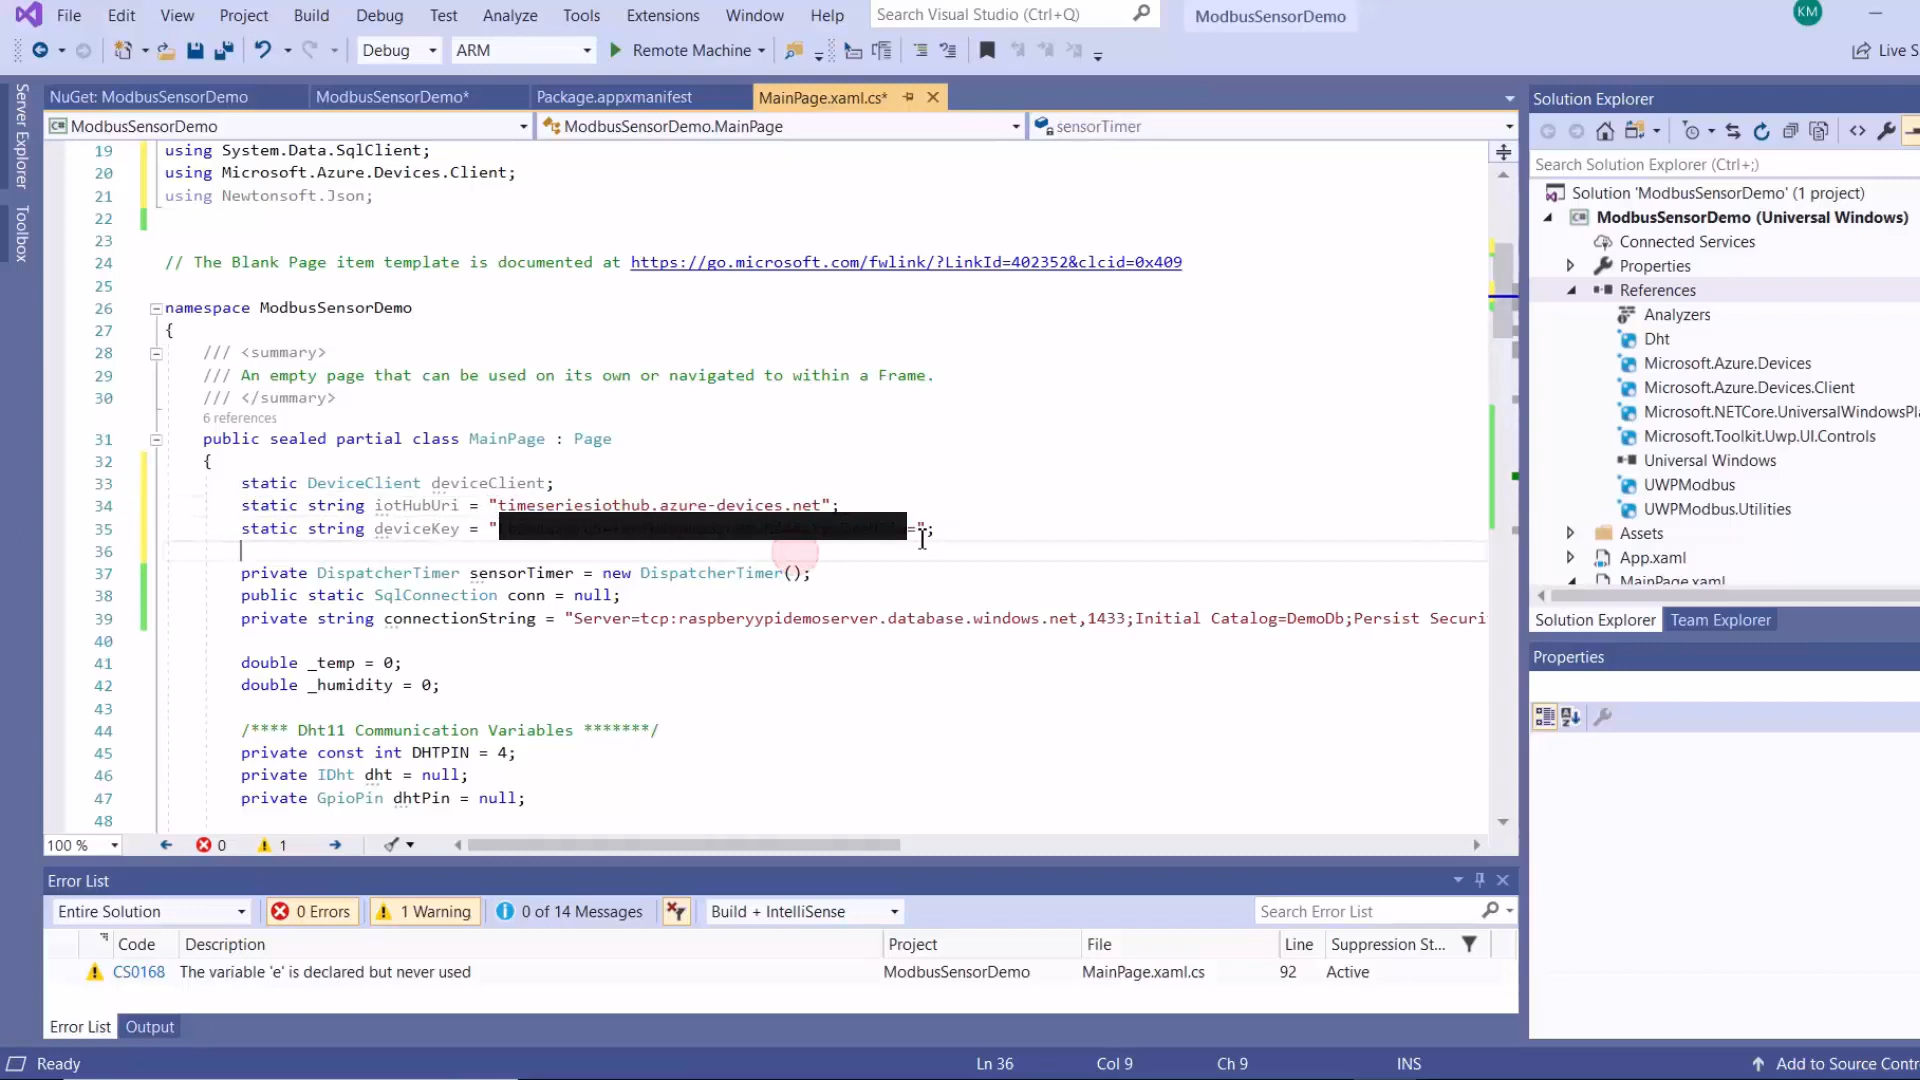 File Edit View Project Build Debug Test Analyze Tools Extensions Window Help Search Visual Studio (Ctrl+Q) ModbusSensorDemo KM
Debug ARM Remote Machine Live S
Server Explorer
Toolbox
NuGet: ModbusSensorDemo ModbusSensorDemo* Package.appxmanifest MainPage.xaml.cs*
ModbusSensorDemo ModbusSensorDemo.MainPage sensorTimer
19 using System.Data.SqlClient;
20 using Microsoft.Azure.Devices.Client;
21 using Newtonsoft.Json;
22
23
24 // The Blank Page item template is documented at https://go.microsoft.com/fwlink/?LinkId=402352&clcid=0x409
25
26 namespace ModbusSensorDemo
27 {
28 /// <summary>
29 /// An empty page that can be used on its own or navigated to within a Frame.
30 /// </summary>
6 references
31 public sealed partial class MainPage : Page
32 {
33 static DeviceClient deviceClient;
34 static string iotHubUri = "timeseriesiothub.azure-devices.net";
35 static string deviceKey = " =";
36
37 private DispatcherTimer sensorTimer = new DispatcherTimer();
38 public static SqlConnection conn = null;
39 private string connectionString = "Server=tcp:raspberyypidemoserver.database.windows.net,1433;Initial Catalog=DemoDb;Persist Securi
40
41 double _temp = 0;
42 double _humidity = 0;
43
44 /**** Dht11 Communication Variables *******/
45 private const int DHTPIN = 4;
46 private IDht dht = null;
47 private GpioPin dhtPin = null;
48
100 % 0 1
Error List
Entire Solution 0 Errors 1 Warning 0 of 14 Messages Build + IntelliSense Search Error List
Code Description Project File Line Suppression St...
CS0168 The variable 'e' is declared but never used ModbusSensorDemo MainPage.xaml.cs 92 Active
Error List Output
Ready Ln 36 Col 9 Ch 9 INS Add to Source Contr
Solution Explorer
Search Solution Explorer (Ctrl+;)
Solution 'ModbusSensorDemo' (1 project)
ModbusSensorDemo (Universal Windows)
Connected Services
Properties
References
Analyzers
Dht
Microsoft.Azure.Devices
Microsoft.Azure.Devices.Client
Microsoft.NETCore.UniversalWindowsPla
Microsoft.Toolkit.Uwp.UI.Controls
Universal Windows
UWPModbus
UWPModbus.Utilities
Assets
App.xaml
MainPage.xaml
Solution Explorer Team Explorer
Properties